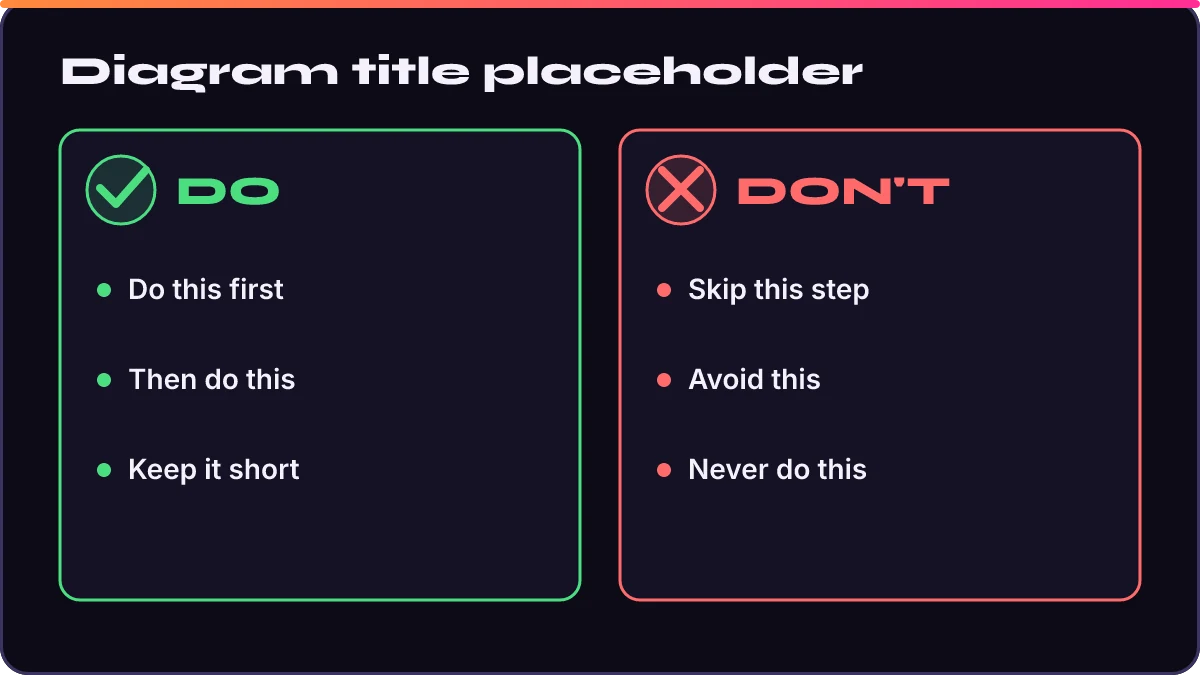 Diagram title placeholder
DO
Do this first
Then do this
Keep it short
DON'T
Skip this step
Avoid this
Never do this